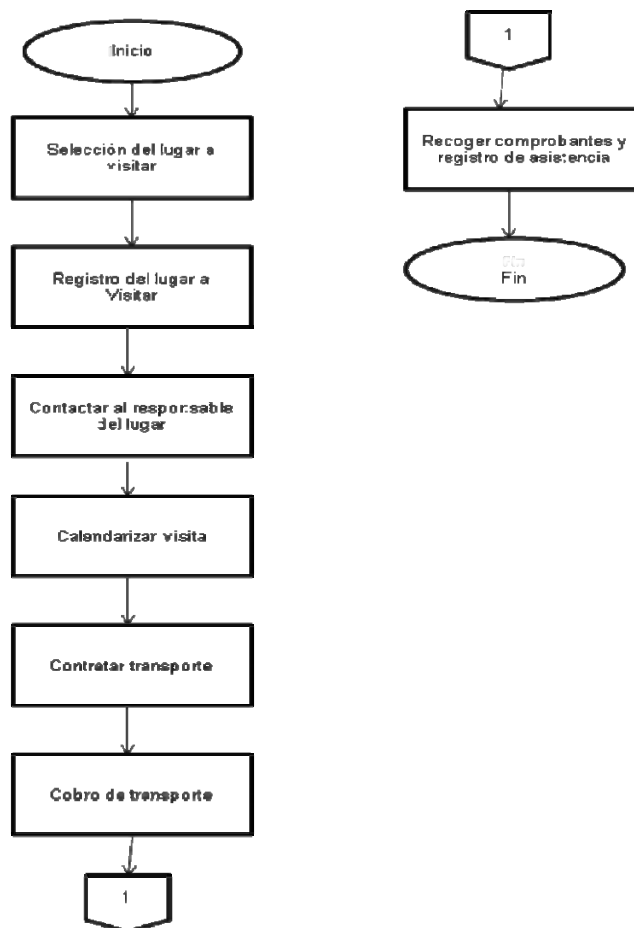 Inicio
Selección del lugar a
visitar
Registro del lugar a
Visitar
Contactar al responsable
del lugar
Calendarizar visita
Contratar transporte
Cobro de transporte
1
1
Recoger comprobantes y
registro de asistencia
Fin
Fin